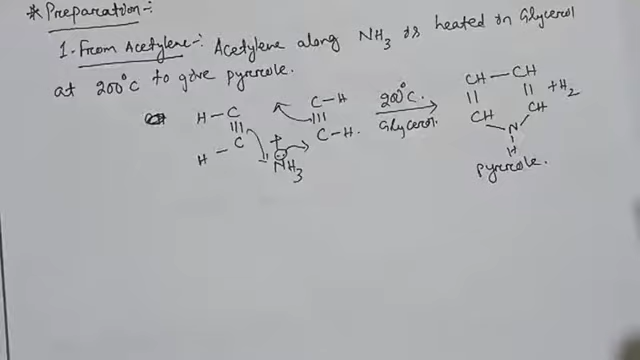 * Preparation :-
1. From Acetylene -: Acetylene along NH3 is heated in Glycerol
at 200°C to give pyrrole.
H-C C-H 200°C. CH-CH
||| ||| Glycerol. || || +H2
H-C C-H. CH CH
+ NH3 N
H
pyrrole.